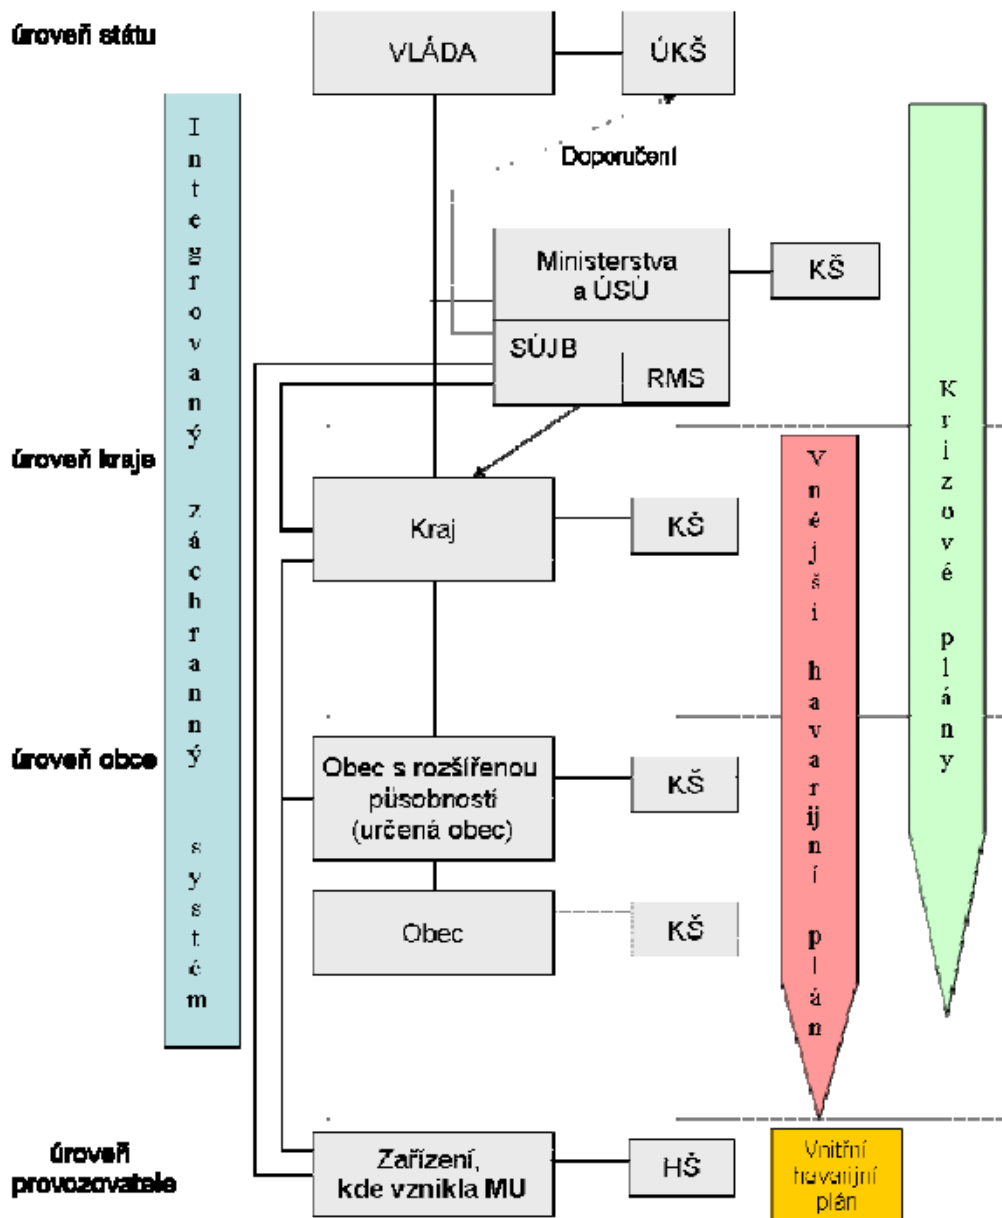 úroveň státu
VLÁDA
ÚKŠ
Doporučení
Ministerstva
a ÚSÚ
KŠ
SÚJB
RMS
úroveň kraje
Kraj
KŠ
úroveň obce
Obec s rozšířenou
působností
(určená obec)
KŠ
Obec
KŠ
úroveň
provozovatele
Zařízení,
kde vznikla MU
HŠ
Vnitřní
havarijní
plán
Integrovaný záchranný systém
Vnéjší havarijní plán
Krizové plány